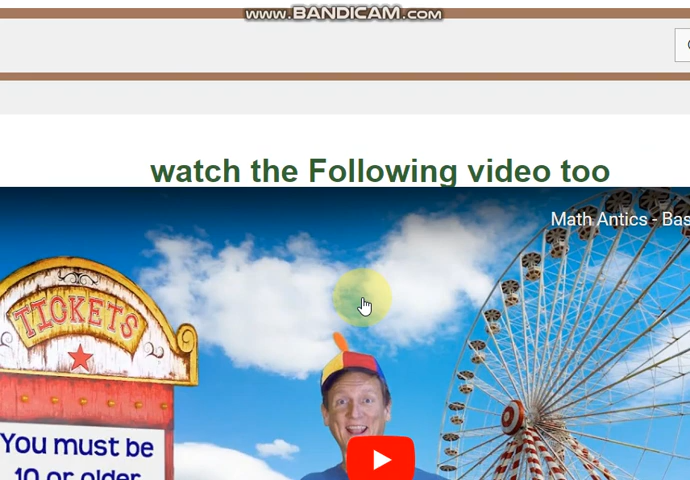 www.BANDICAM.com
watch the Following video too
Math Antics - Bas
TICKETS
You must be
10 or older